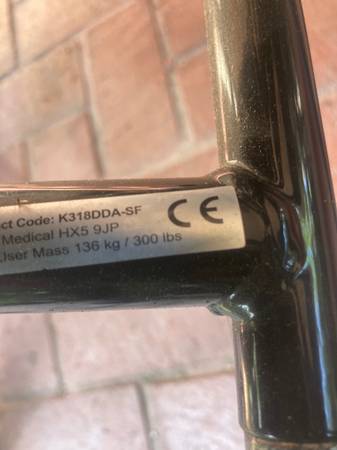 ct Code: K318DDA-SF CE
Medical HX5 9JP
User Mass 136 kg / 300 lbs